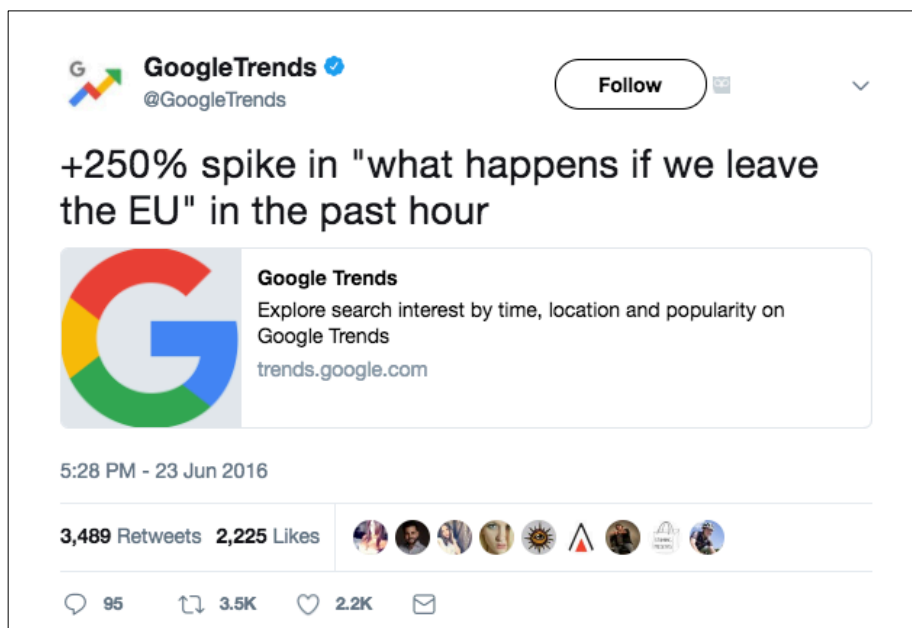 GoogleTrends
Follow
@GoogleTrends
+250% spike in "what happens if we leave
the EU" in the past hour
Google Trends
Explore search interest by time, location and popularity on
Google Trends
trends.google.com
5:28 PM - 23 Jun 2016
3,489 Retweets 2,225 Likes
95 3.5K 2.2K